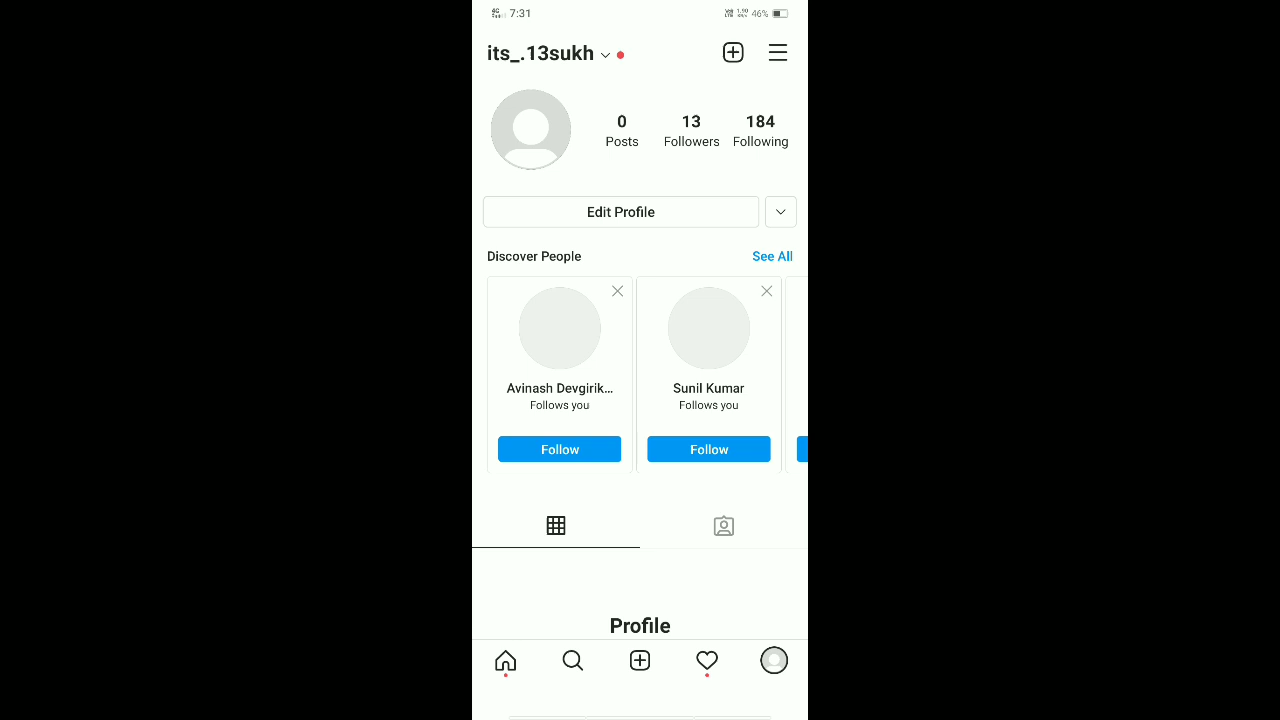 4G 7:31 46%
its_.13sukh
0 13 184
Posts Followers Following
Edit Profile
Discover People See All
Avinash Devgirik... Sunil Kumar
Follows you Follows you
Follow Follow
Profile